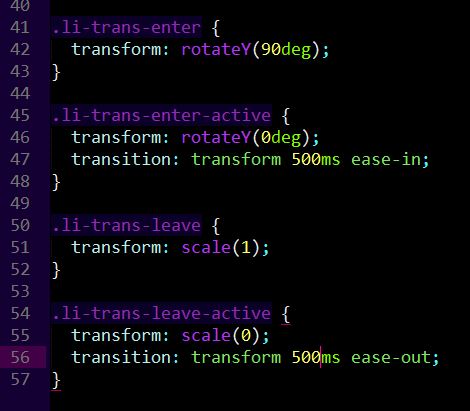 40
41 .li-trans-enter {
42   transform: rotateY(90deg);
43 }
44
45 .li-trans-enter-active {
46   transform: rotateY(0deg);
47   transition: transform 500ms ease-in;
48 }
49
50 .li-trans-leave {
51   transform: scale(1);
52 }
53
54 .li-trans-leave-active {
55   transform: scale(0);
56   transition: transform 500ms ease-out;
57 }